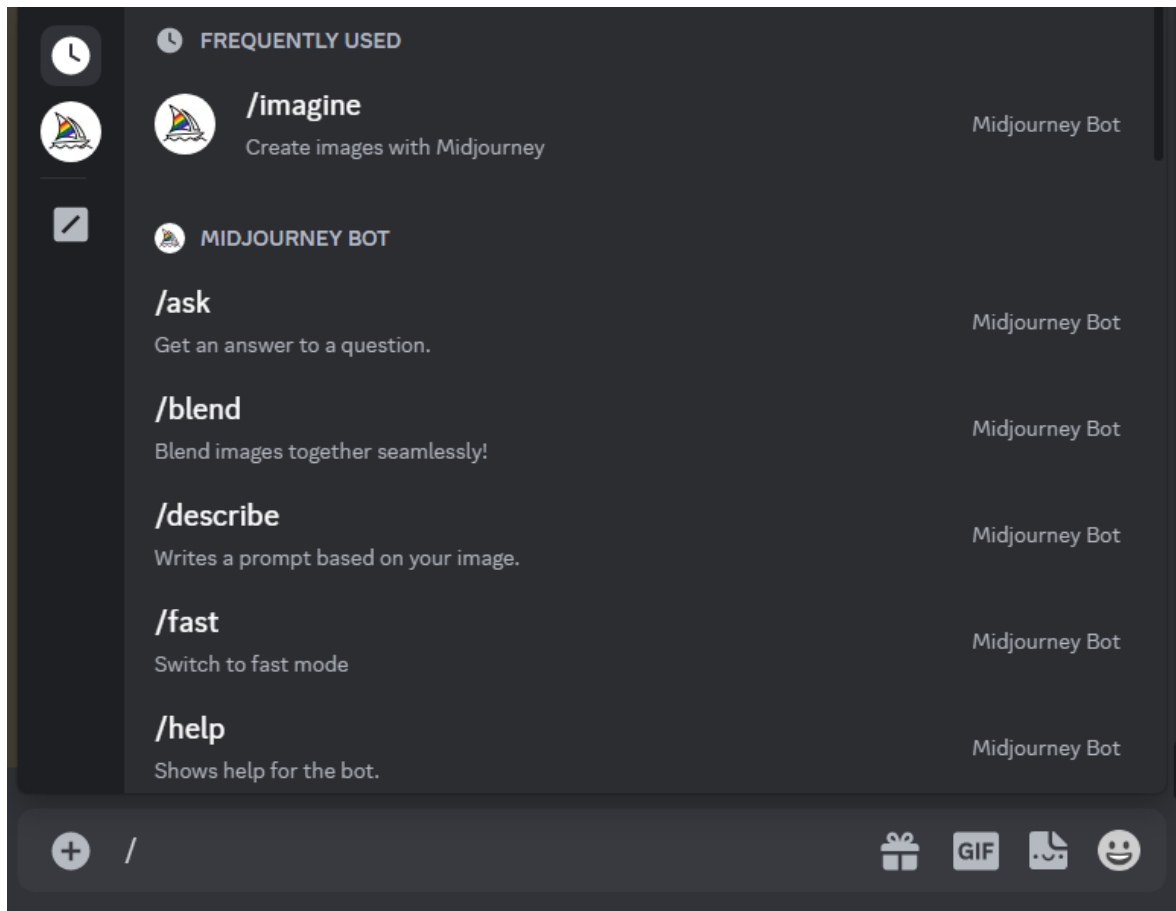 FREQUENTLY USED
/imagine
Create images with Midjourney
Midjourney Bot
MIDJOURNEY BOT
/ask
Get an answer to a question.
Midjourney Bot
/blend
Blend images together seamlessly!
Midjourney Bot
/describe
Writes a prompt based on your image.
Midjourney Bot
/fast
Switch to fast mode
Midjourney Bot
/help
Shows help for the bot.
Midjourney Bot
/
GIF